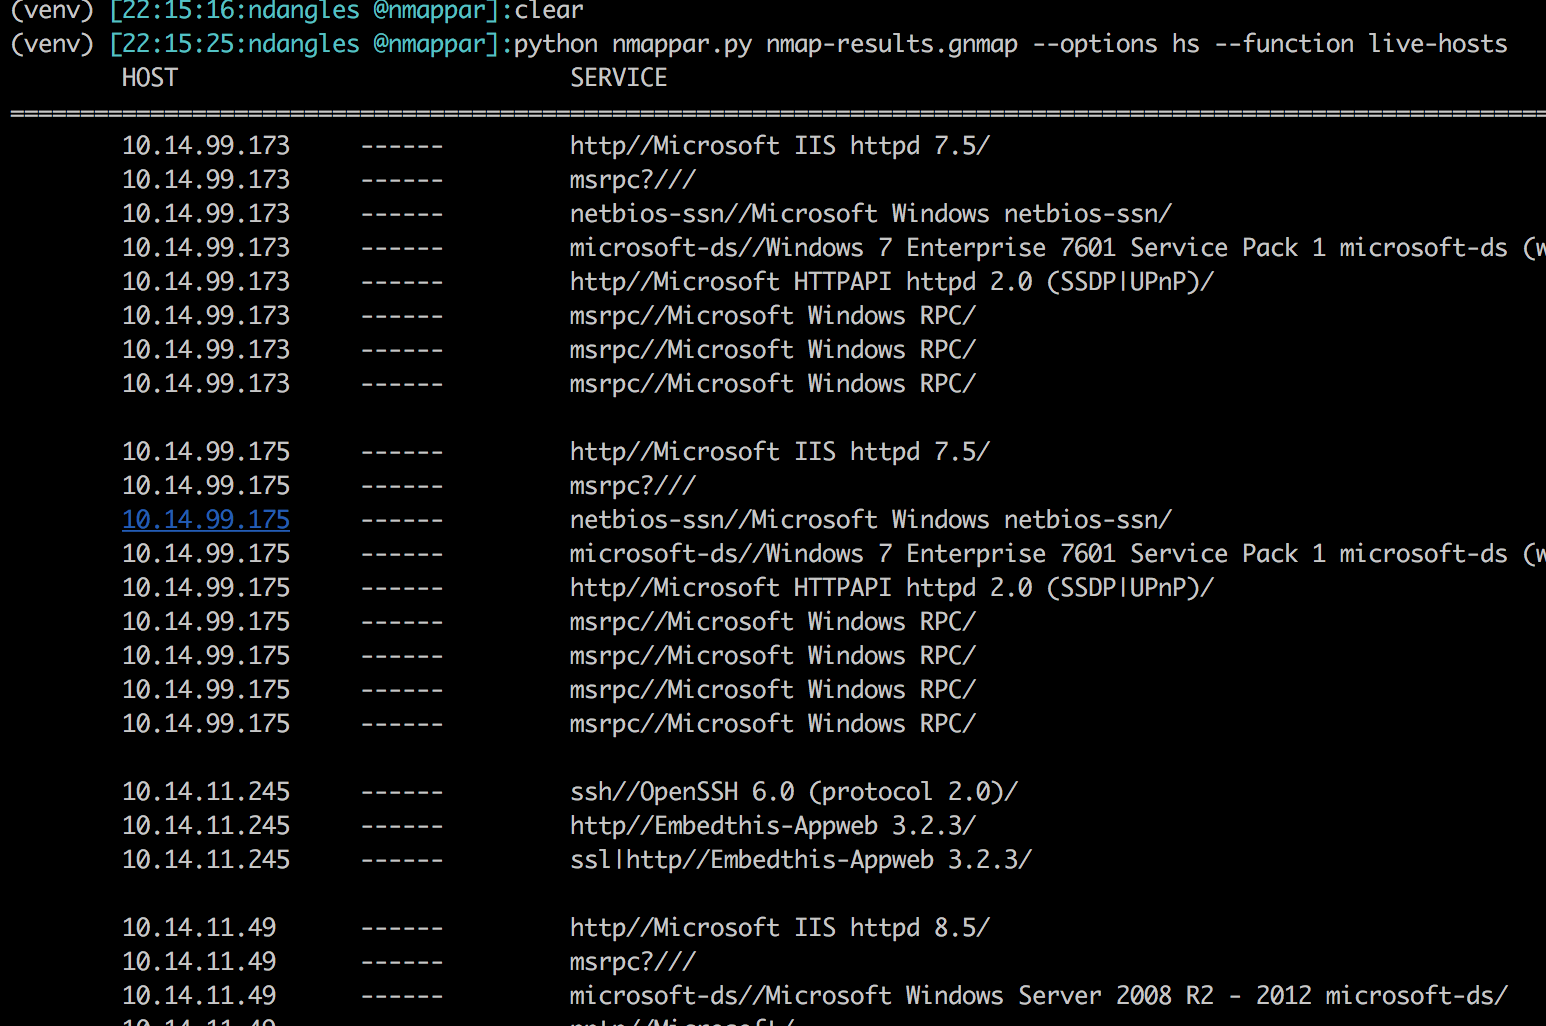 (venv) [22:15:16:ndangles @nmappar]:clear
(venv) [22:15:25:ndangles @nmappar]:python nmappar.py nmap-results.gnmap --options hs --function live-hosts
HOST SERVICE
==============================================================================================================
10.14.99.173 ------ http//Microsoft IIS httpd 7.5/
10.14.99.173 ------ msrpc?///
10.14.99.173 ------ netbios-ssn//Microsoft Windows netbios-ssn/
10.14.99.173 ------ microsoft-ds//Windows 7 Enterprise 7601 Service Pack 1 microsoft-ds (w
10.14.99.173 ------ http//Microsoft HTTPAPI httpd 2.0 (SSDP|UPnP)/
10.14.99.173 ------ msrpc//Microsoft Windows RPC/
10.14.99.173 ------ msrpc//Microsoft Windows RPC/
10.14.99.173 ------ msrpc//Microsoft Windows RPC/
10.14.99.175 ------ http//Microsoft IIS httpd 7.5/
10.14.99.175 ------ msrpc?///
10.14.99.175 ------ netbios-ssn//Microsoft Windows netbios-ssn/
10.14.99.175 ------ microsoft-ds//Windows 7 Enterprise 7601 Service Pack 1 microsoft-ds (w
10.14.99.175 ------ http//Microsoft HTTPAPI httpd 2.0 (SSDP|UPnP)/
10.14.99.175 ------ msrpc//Microsoft Windows RPC/
10.14.99.175 ------ msrpc//Microsoft Windows RPC/
10.14.99.175 ------ msrpc//Microsoft Windows RPC/
10.14.99.175 ------ msrpc//Microsoft Windows RPC/
10.14.11.245 ------ ssh//OpenSSH 6.0 (protocol 2.0)/
10.14.11.245 ------ http//Embedthis-Appweb 3.2.3/
10.14.11.245 ------ ssl|http//Embedthis-Appweb 3.2.3/
10.14.11.49 ------ http//Microsoft IIS httpd 8.5/
10.14.11.49 ------ msrpc?///
10.14.11.49 ------ microsoft-ds//Microsoft Windows Server 2008 R2 - 2012 microsoft-ds/
10.14.11.49